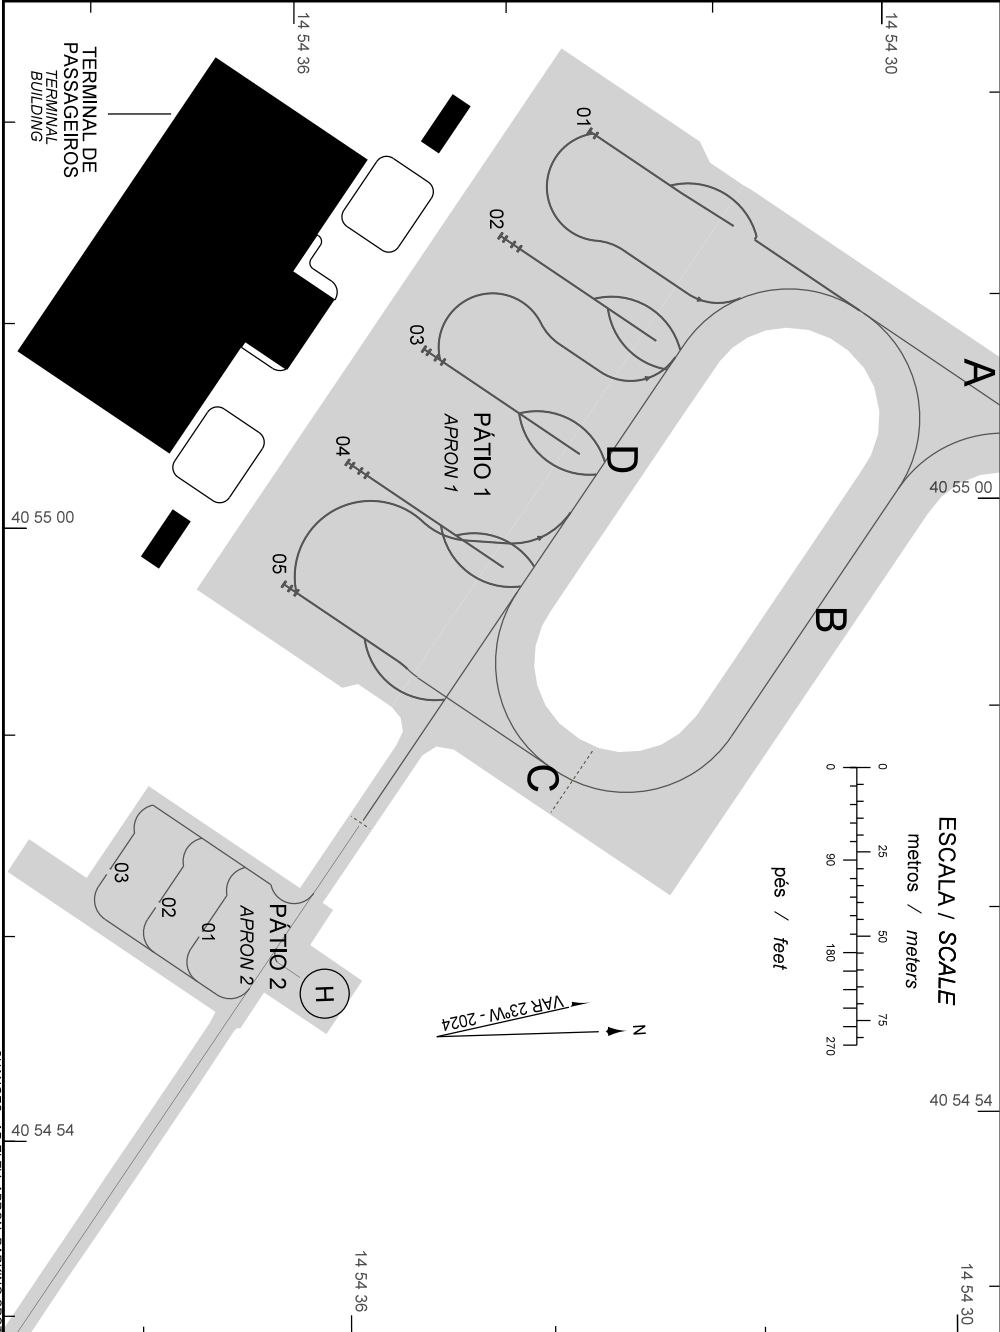 14 54 36
14 54 30
TERMINAL DE
PASSAGEIROS
TERMINAL
BUILDING
01
02
03
04
05
PÁTIO 1
APRON 1
A
D
B
C
40 55 00
40 55 00
ESCALA / SCALE
metros / meters
0
25
50
75
0
90
180
270
pés / feet
03
02
01
PÁTIO 2
APRON 2
H
VAR 23°W - 2024
N
40 54 54
40 54 54
14 54 36
14 54 30